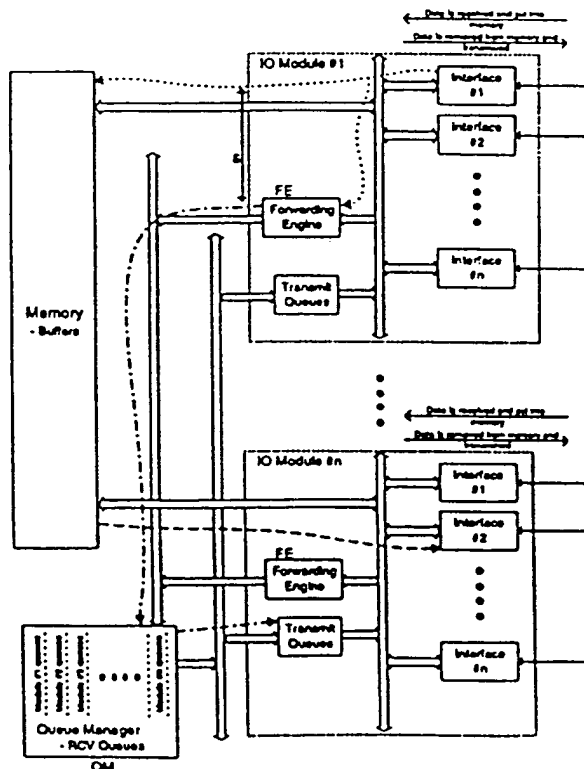 Data is received and put into
memory
Data is removed from memory and
transmitted
IO Module #1
Interface
#1
Interface
#2
FE
Forwarding
Engine
Interface
#n
Transmit
Queues
Memory
- Buffers
Data is received and put into
memory
Data is removed from memory and
transmitted
IO Module #n
Interface
#1
Interface
#2
FE
Forwarding
Engine
Transmit
Queues
Interface
#n
Queue Manager
- RCV Queues
QM